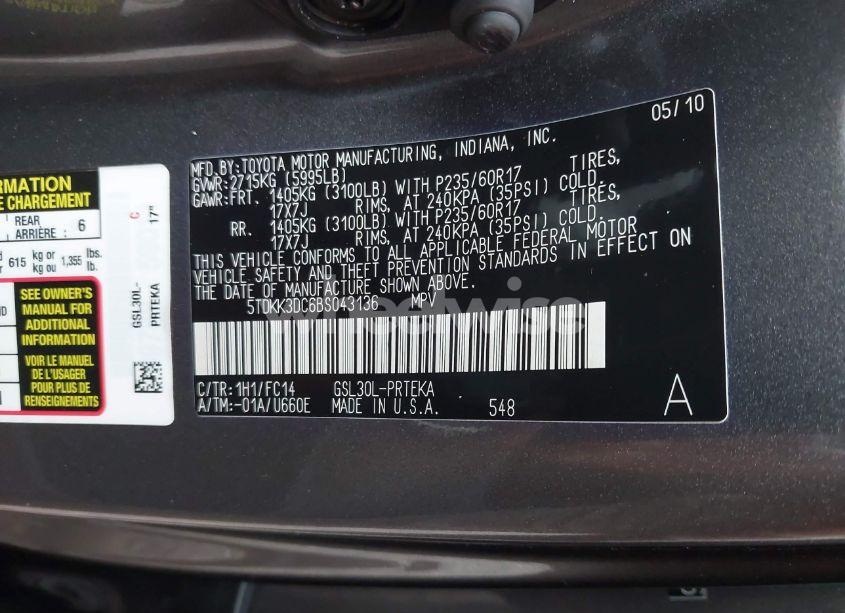 05/10
MFD.BY:TOYOTA MOTOR MANUFACTURING, INDIANA, INC.
GVWR:2715KG (5995LB)
GAWR:FRT. 1405KG (3100LB) WITH P235/60R17 TIRES,
17X7J RIMS, AT 240KPA (35PSI) COLD.
RR. 1405KG (3100LB) WITH P235/60R17 TIRES,
17X7J RIMS, AT 240KPA (35PSI) COLD.
THIS VEHICLE CONFORMS TO ALL APPLICABLE FEDERAL MOTOR
VEHICLE SAFETY AND THEFT PREVENTION STANDARDS IN EFFECT ON
THE DATE OF MANUFACTURE SHOWN ABOVE.
5TDKK3DC6BS043136 MPV
C/TR:1H1/FC14 GSL30L-PRTEKA
A/TM:-01A/U660E MADE IN U.S.A. 548
A
RMATION
E CHARGEMENT
REAR
ARRIÈRE : 6
615 kg or 1,355 lbs.
kg ou lb.
SEE OWNER'S
MANUAL FOR
ADDITIONAL
INFORMATION
VOIR LE MANUEL
DE L'USAGER
POUR PLUS DE
RENSEIGNEMENTS
C
17"
GSL30L-
PRTEKA
wheelwise